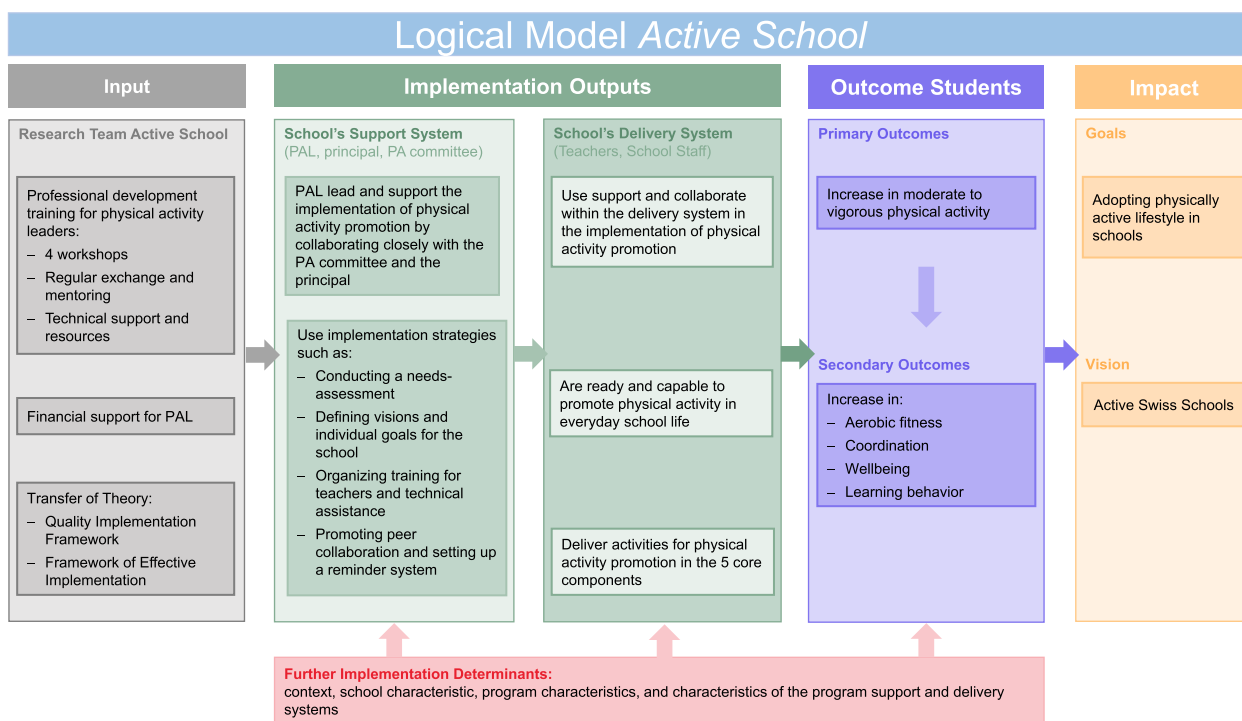 Logical Model Active School
Input
Implementation Outputs
Outcome Students
Impact
Research Team Active School
Professional development
training for physical activity
leaders:
– 4 workshops
– Regular exchange and
mentoring
– Technical support and
resources
Financial support for PAL
Transfer of Theory:
– Quality Implementation
Framework
– Framework of Effective
Implementation
School's Support System
(PAL, principal, PA committee)
PAL lead and support the
implementation of physical
activity promotion by
collaborating closely with the
PA committee and the
principal
Use implementation strategies
such as:
– Conducting a needs-
assessment
– Defining visions and
individual goals for the
school
– Organizing training for
teachers and technical
assistance
– Promoting peer
collaboration and setting up
a reminder system
School's Delivery System
(Teachers, School Staff)
Use support and collaborate
within the delivery system in
the implementation of physical
activity promotion
Are ready and capable to
promote physical activity in
everyday school life
Deliver activities for physical
activity promotion in the 5 core
components
Primary Outcomes
Increase in moderate to
vigorous physical activity
Secondary Outcomes
Increase in:
– Aerobic fitness
– Coordination
– Wellbeing
– Learning behavior
Goals
Adopting physically
active lifestyle in
schools
Vision
Active Swiss Schools
Further Implementation Determinants:
context, school characteristic, program characteristics, and characteristics of the program support and delivery
systems